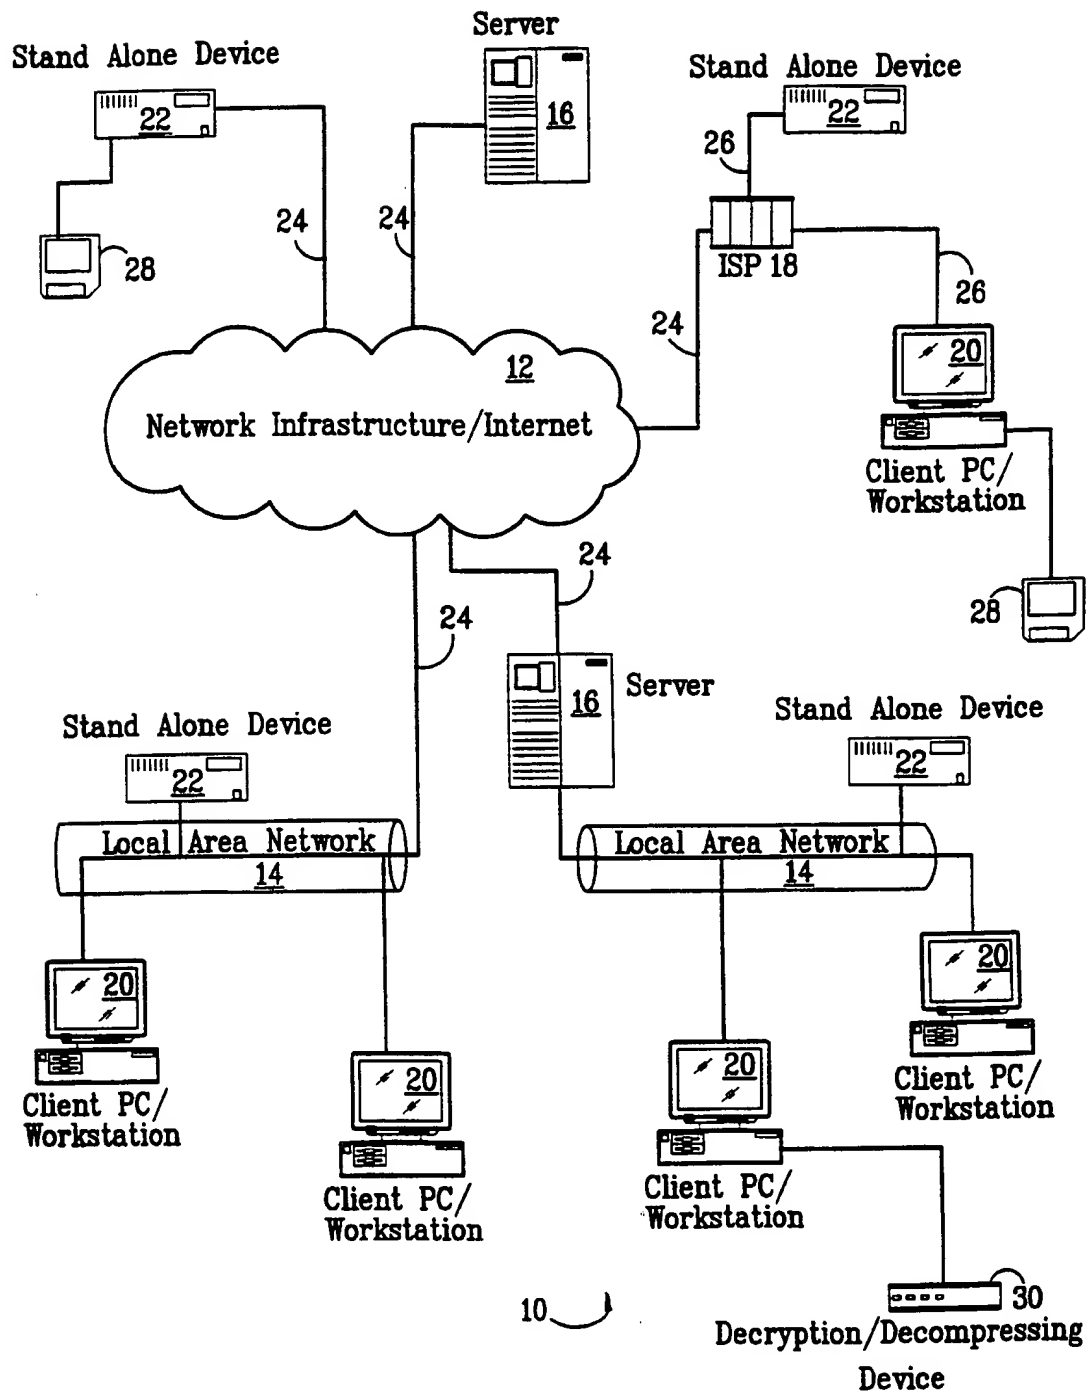 Server
Stand Alone Device
Stand Alone Device
22
16
22
26
24
24
28
ISP 18
26
24
12
20
Network Infrastructure/Internet
Client PC/
Workstation
24
28
24
16
Server
Stand Alone Device
Stand Alone Device
22
22
Local Area Network
14
Local Area Network
14
20
20
Client PC/
Workstation
20
Client PC/
Workstation
20
Client PC/
Workstation
Client PC/
Workstation
10
30
Decryption/Decompressing
Device